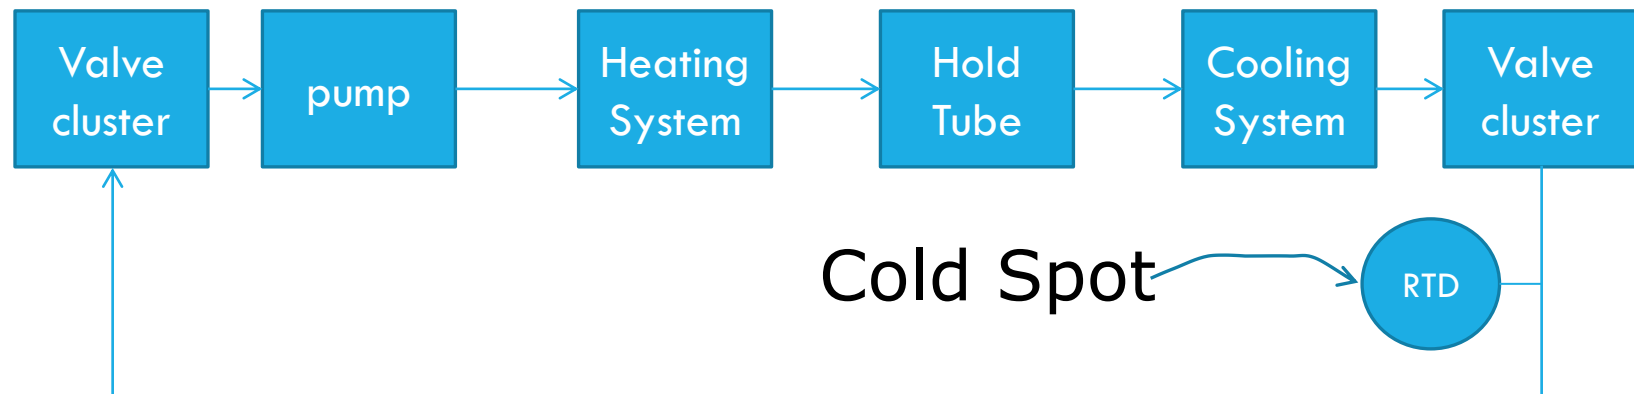 Valve
cluster
pump
Heating
System
Hold
Tube
Cooling
System
Valve
cluster
Cold Spot
RTD